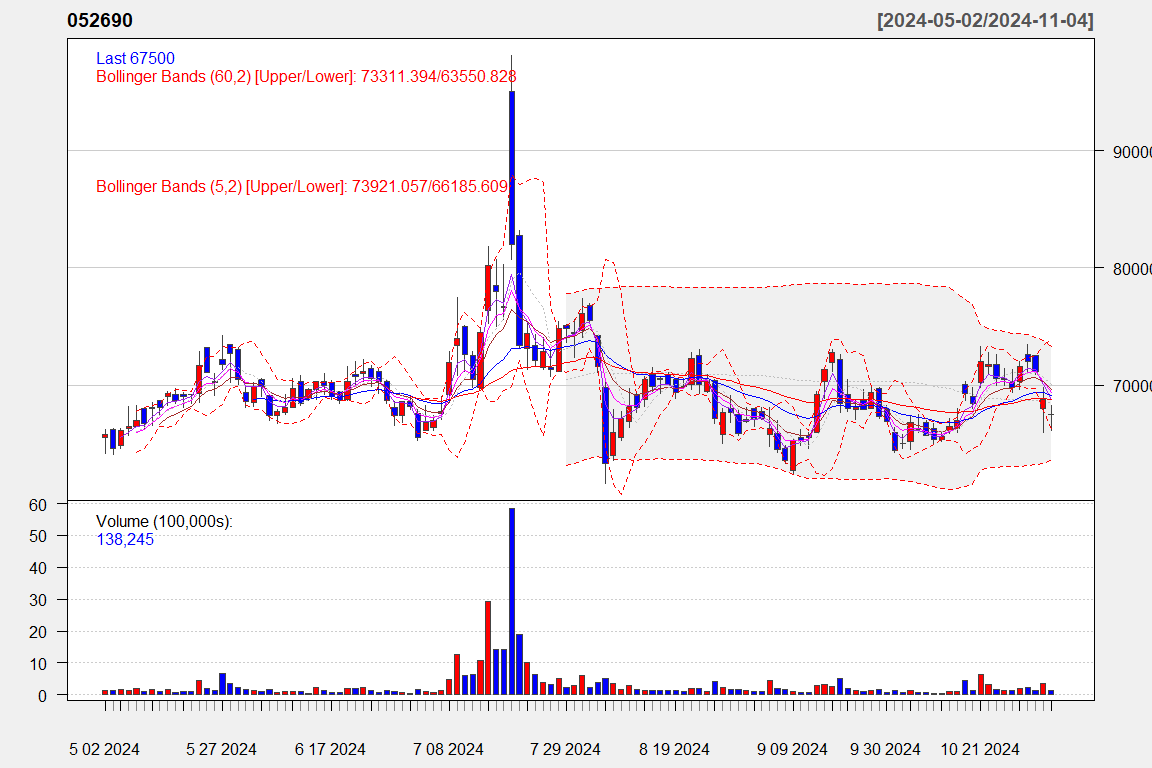 052690 [2024-05-02/2024-11-04]
Last 67500
Bollinger Bands (60,2) [Upper/Lower]: 73311.394/63550.828
90000
Bollinger Bands (5,2) [Upper/Lower]: 73921.057/66185.609
80000
70000
60
Volume (100,000s):
50
138,245
40
30
20
10
0
5 02 2024 5 27 2024 6 17 2024 7 08 2024 7 29 2024 8 19 2024 9 09 2024 9 30 2024 10 21 2024